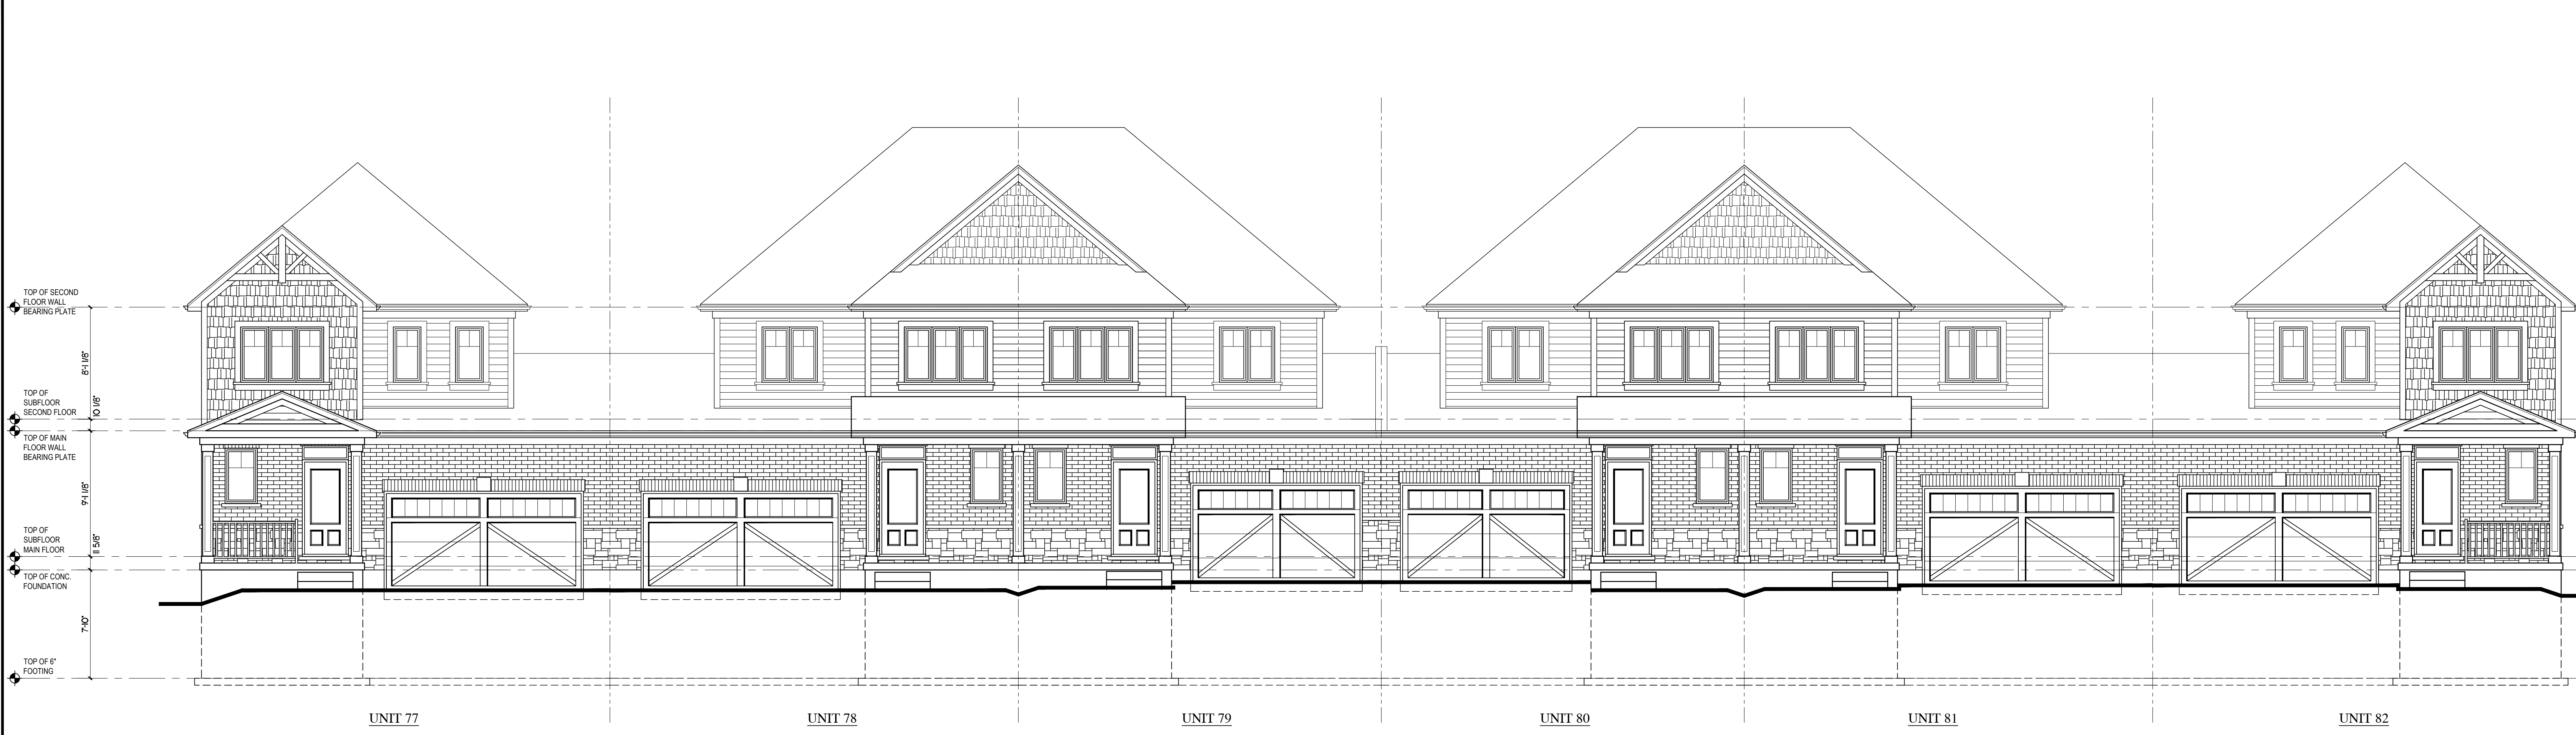 TOP OF SECOND
FLOOR WALL
BEARING PLATE
8'-1 1/8"
TOP OF
SUBFLOOR
SECOND FLOOR
10 1/8"
TOP OF MAIN
FLOOR WALL
BEARING PLATE
9'-1 1/8"
TOP OF
SUBFLOOR
MAIN FLOOR
11 5/8"
TOP OF CONC.
FOUNDATION
7'-10"
TOP OF 6"
FOOTING
UNIT 77
UNIT 78
UNIT 79
UNIT 80
UNIT 81
UNIT 82